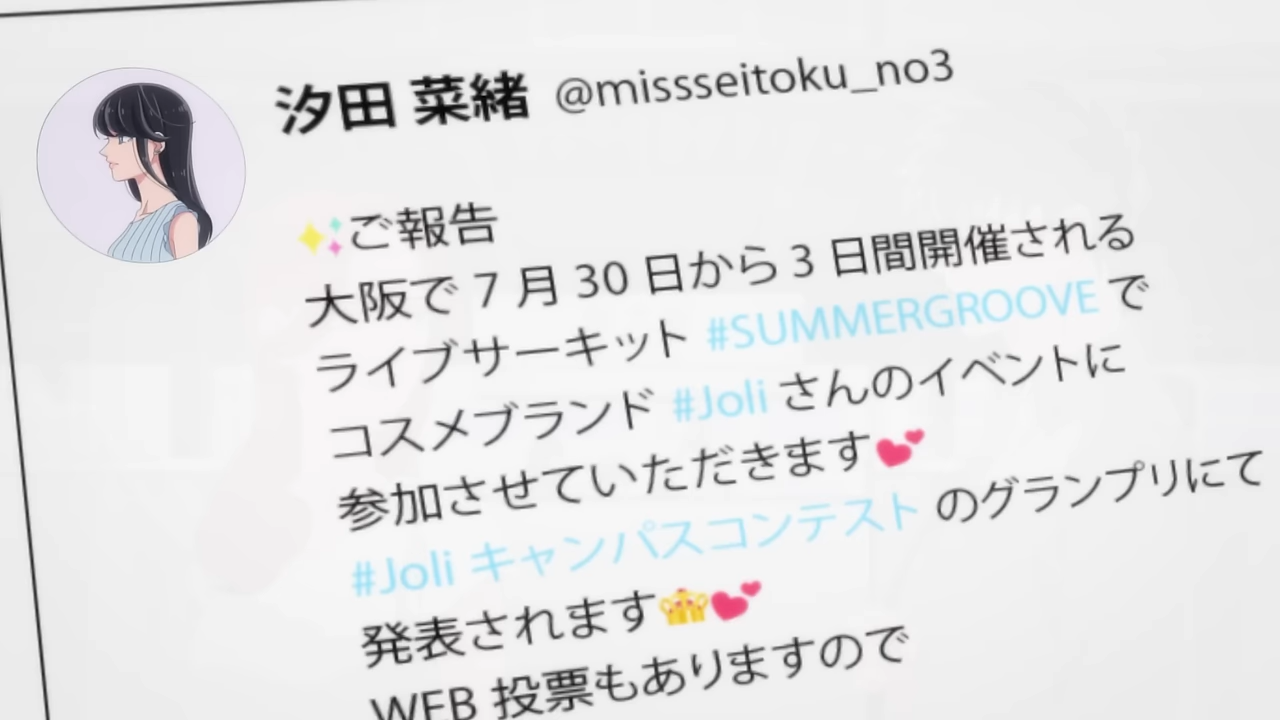 汐田 菜緒 @missseitoku_no3
✨ご報告
大阪で 7 月 30 日から 3 日間開催される
ライブサーキット #SUMMERGROOVE で
コスメブランド #Joli さんのイベントに
参加させていただきます💕
#Joli キャンパスコンテスト のグランプリにて
発表されます👑💕
WEB 投票もありますので